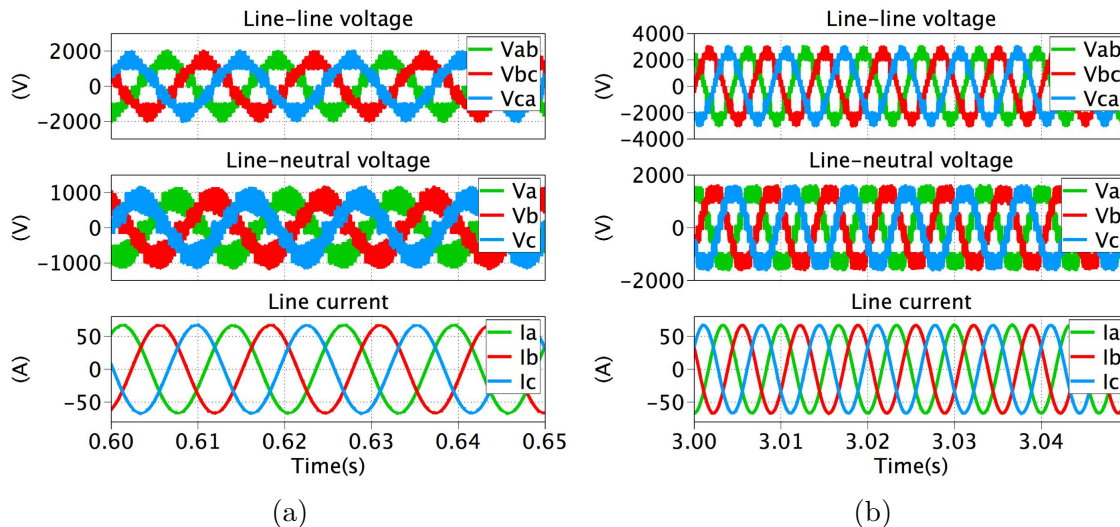 Line-line voltage
2000
0
-2000
(V)
Vab
Vbc
Vca
Line-neutral voltage
1000
0
-1000
(V)
Va
Vb
Vc
Line current
50
0
-50
(A)
Ia
Ib
Ic
0.60 0.61 0.62 0.63 0.64 0.65
Time(s)
(a)
Line-line voltage
4000
2000
0
-2000
-4000
(V)
Vab
Vbc
Vca
Line-neutral voltage
2000
0
-2000
(V)
Va
Vb
Vc
Line current
50
0
-50
(A)
Ia
Ib
Ic
3.00 3.01 3.02 3.03 3.04
Time(s)
(b)